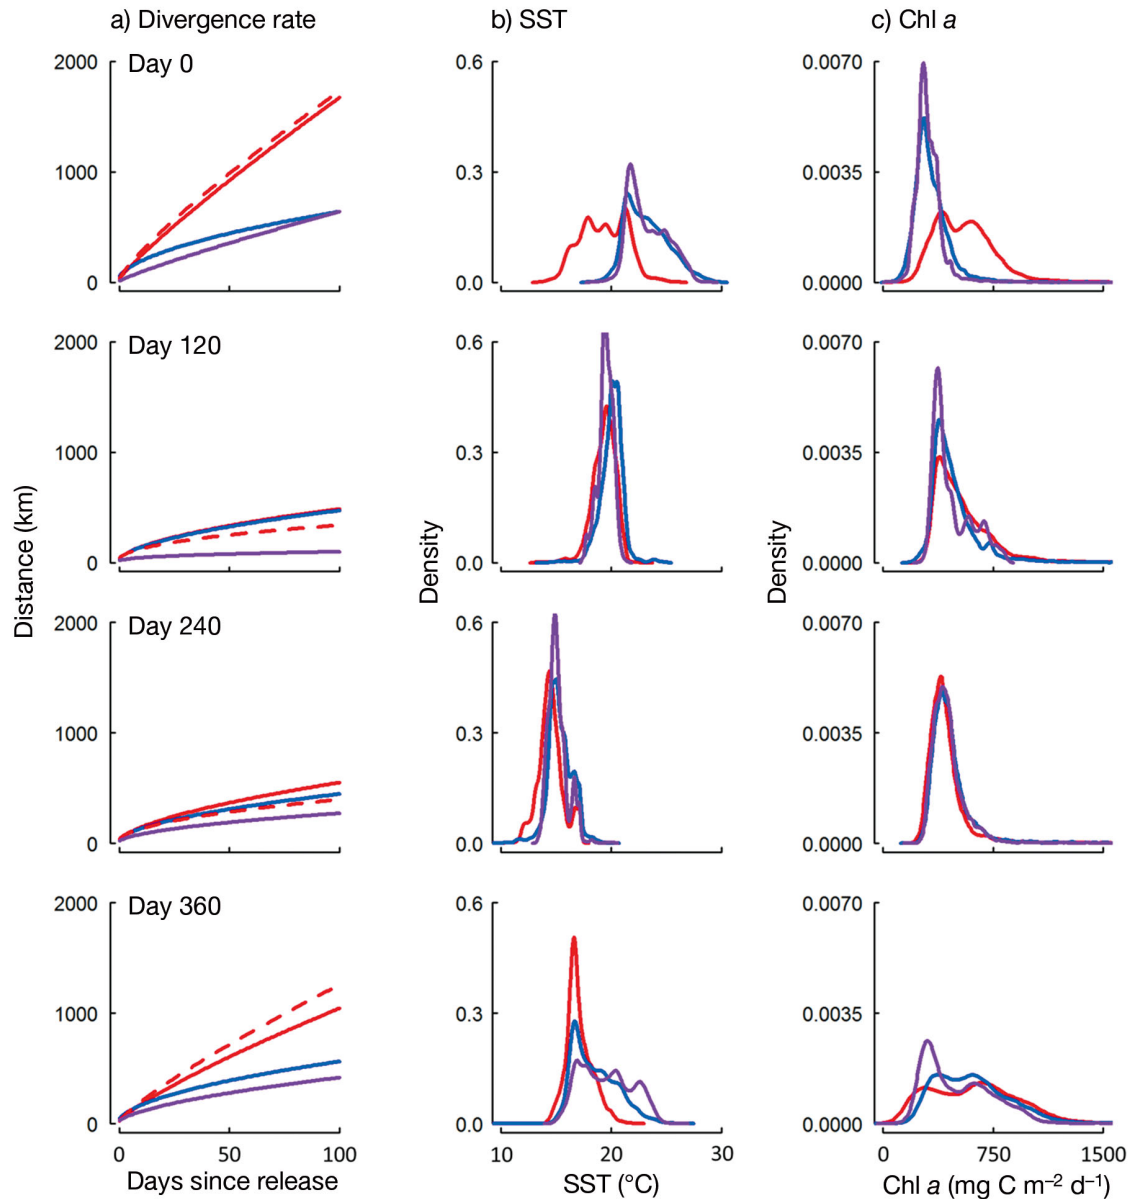 a) Divergence rate
b) SST
c) Chl a
2000
Day 0
1000
0
0.6
0.3
0.0
0.0070
0.0035
0.0000
2000
Day 120
1000
0
0.6
0.3
0.0
0.0070
0.0035
0.0000
2000
Day 240
1000
0
0.6
0.3
0.0
0.0070
0.0035
0.0000
2000
Day 360
1000
0
0.6
0.3
0.0
0.0070
0.0035
0.0000
Distance (km)
Density
Density
0 50 100
10 20 30
0 750 1500
Days since release
SST (°C)
Chl a (mg C m–2 d–1)